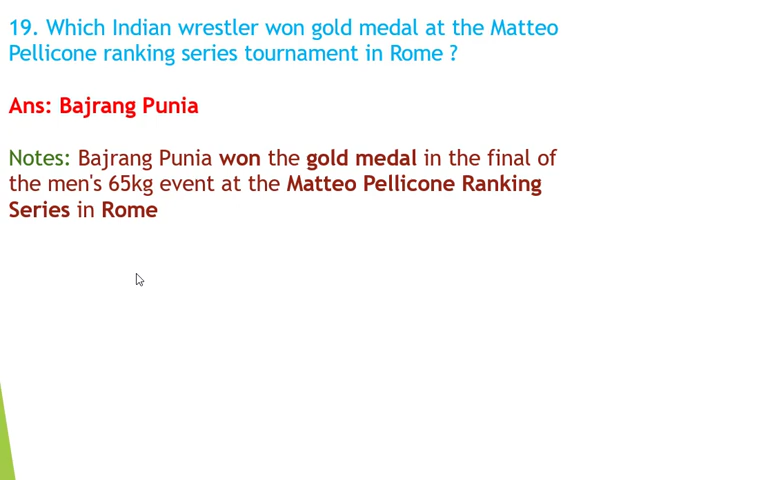 19. Which Indian wrestler won gold medal at the Matteo
Pellicone ranking series tournament in Rome ?
Ans: Bajrang Punia
Notes: Bajrang Punia won the gold medal in the final of
the men's 65kg event at the Matteo Pellicone Ranking
Series in Rome